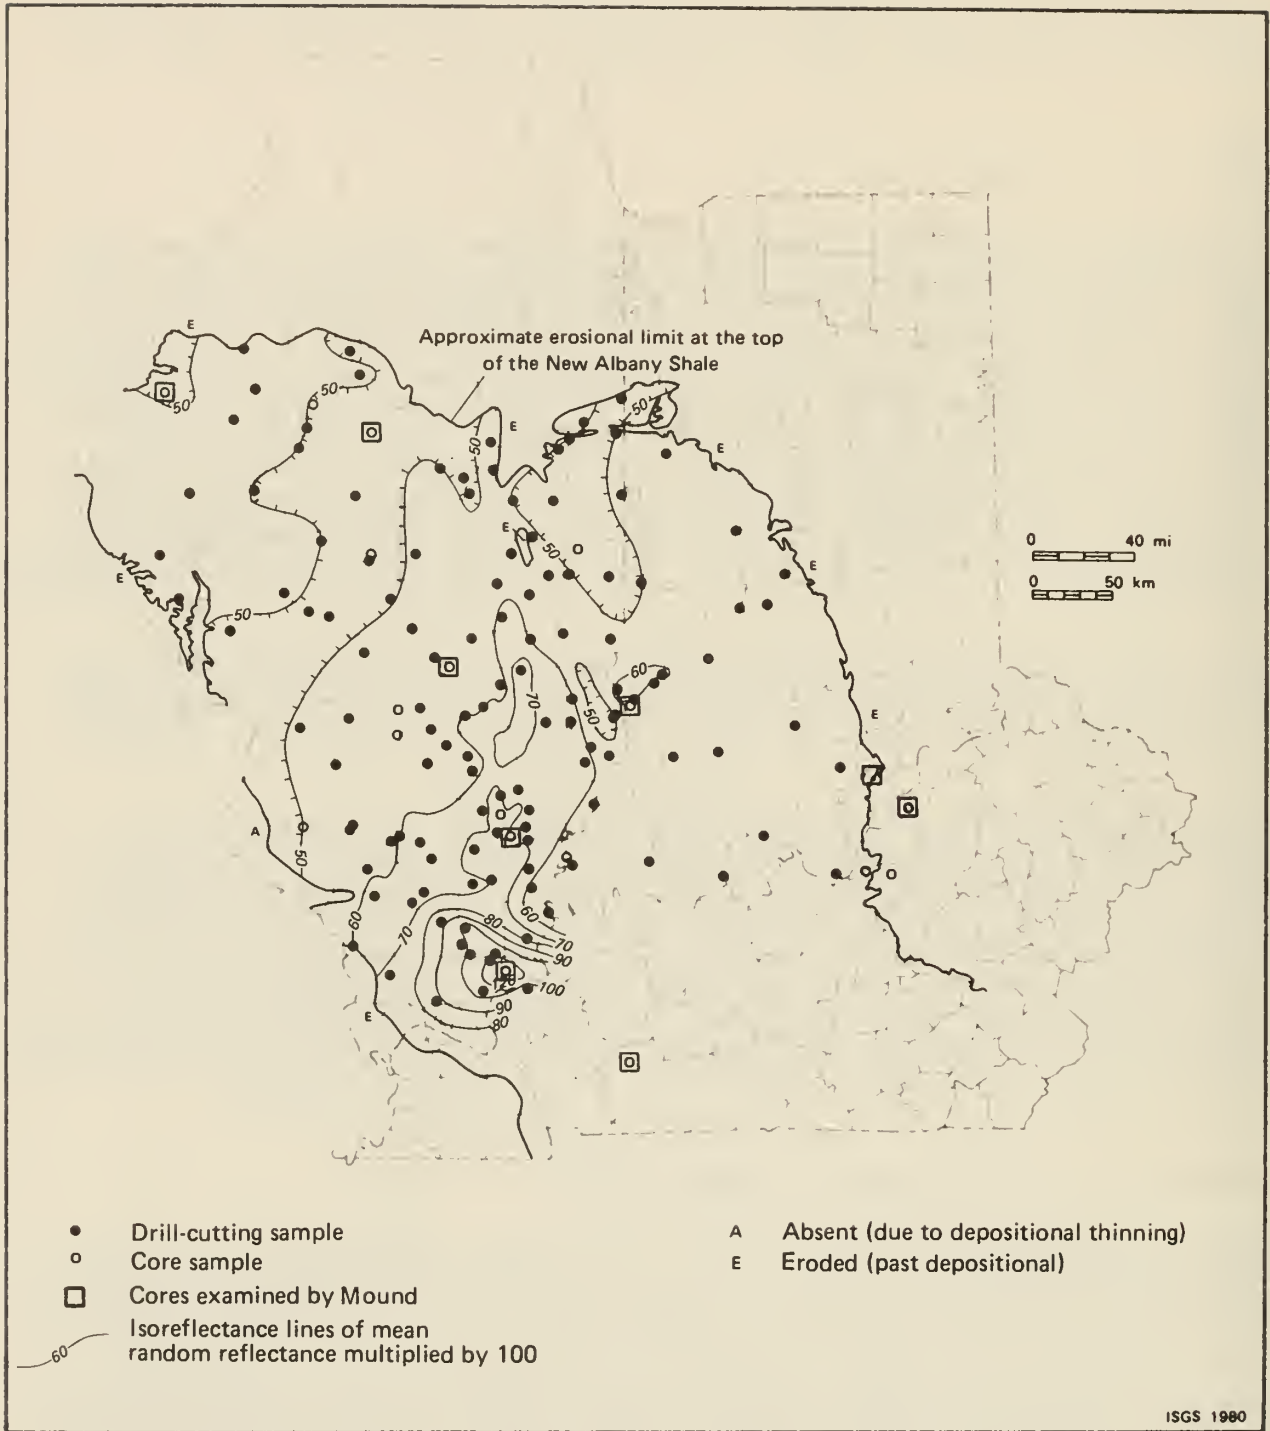 E
Approximate erosional limit at the top
of the New Albany Shale
50
50
50
50
E
E
E
50
0 40 mi
0 50 km
E
E
50
60
70
50
E
A
50
60
70
80
60
70
90
100
120
90
80
E
Drill-cutting sample
Core sample
Cores examined by Mound
60
Isoreflectance lines of mean
random reflectance multiplied by 100
A Absent (due to depositional thinning)
E Eroded (past depositional)
ISGS 1980